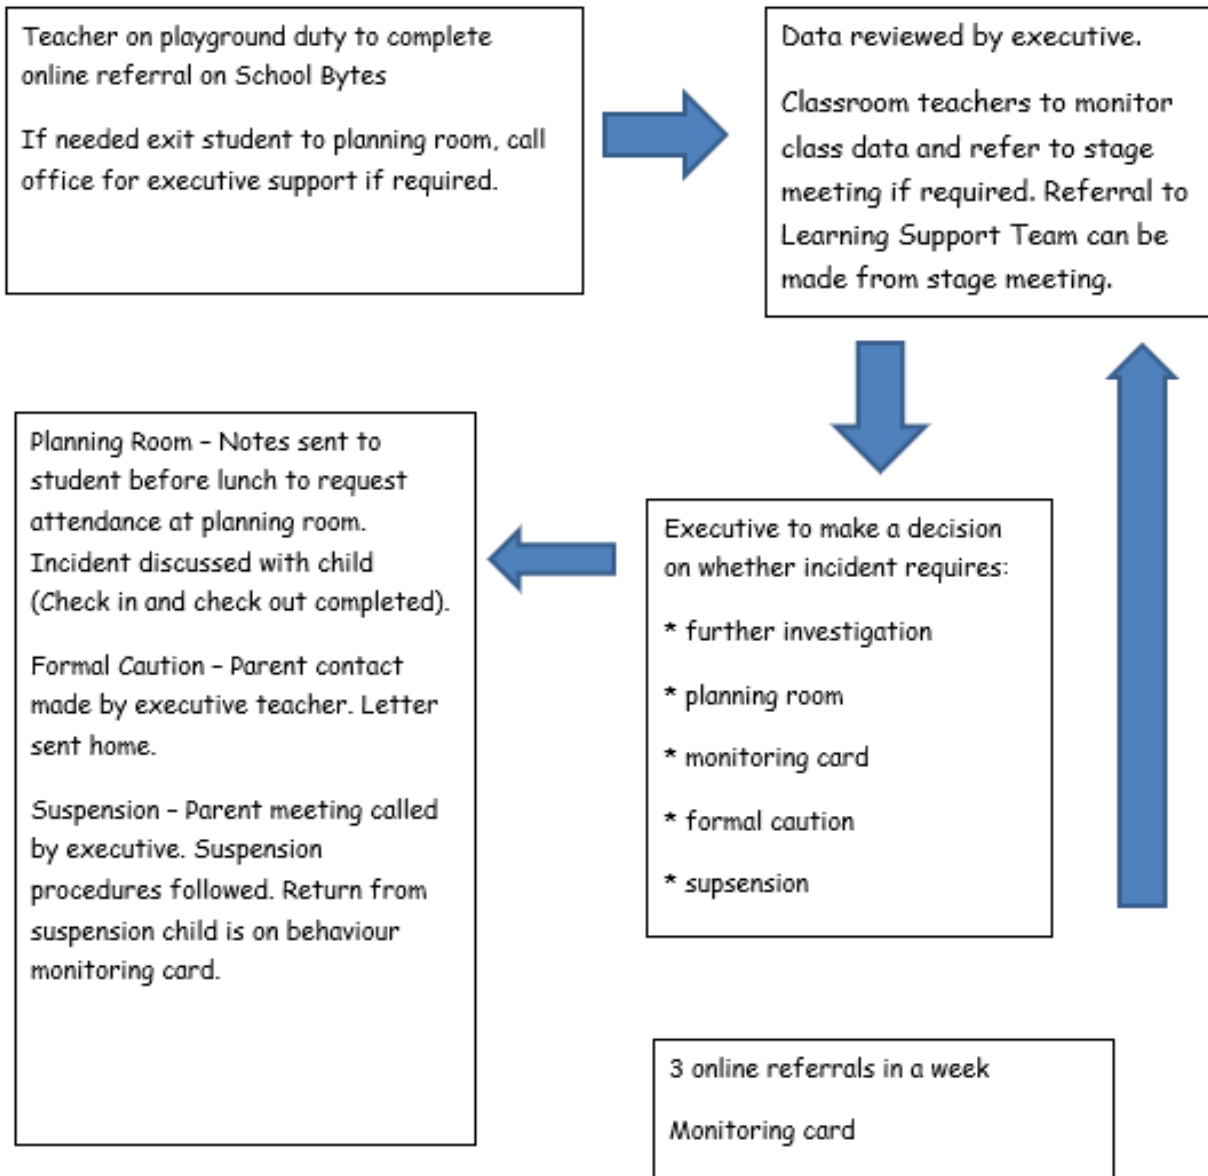 Teacher on playground duty to complete
online referral on School Bytes
If needed exit student to planning room, call
office for executive support if required.
Data reviewed by executive.
Classroom teachers to monitor
class data and refer to stage
meeting if required. Referral to
Learning Support Team can be
made from stage meeting.
Executive to make a decision
on whether incident requires:
* further investigation
* planning room
* monitoring card
* formal caution
* supsension
Planning Room – Notes sent to
student before lunch to request
attendance at planning room.
Incident discussed with child
(Check in and check out completed).
Formal Caution – Parent contact
made by executive teacher. Letter
sent home.
Suspension – Parent meeting called
by executive. Suspension
procedures followed. Return from
suspension child is on behaviour
monitoring card.
3 online referrals in a week
Monitoring card